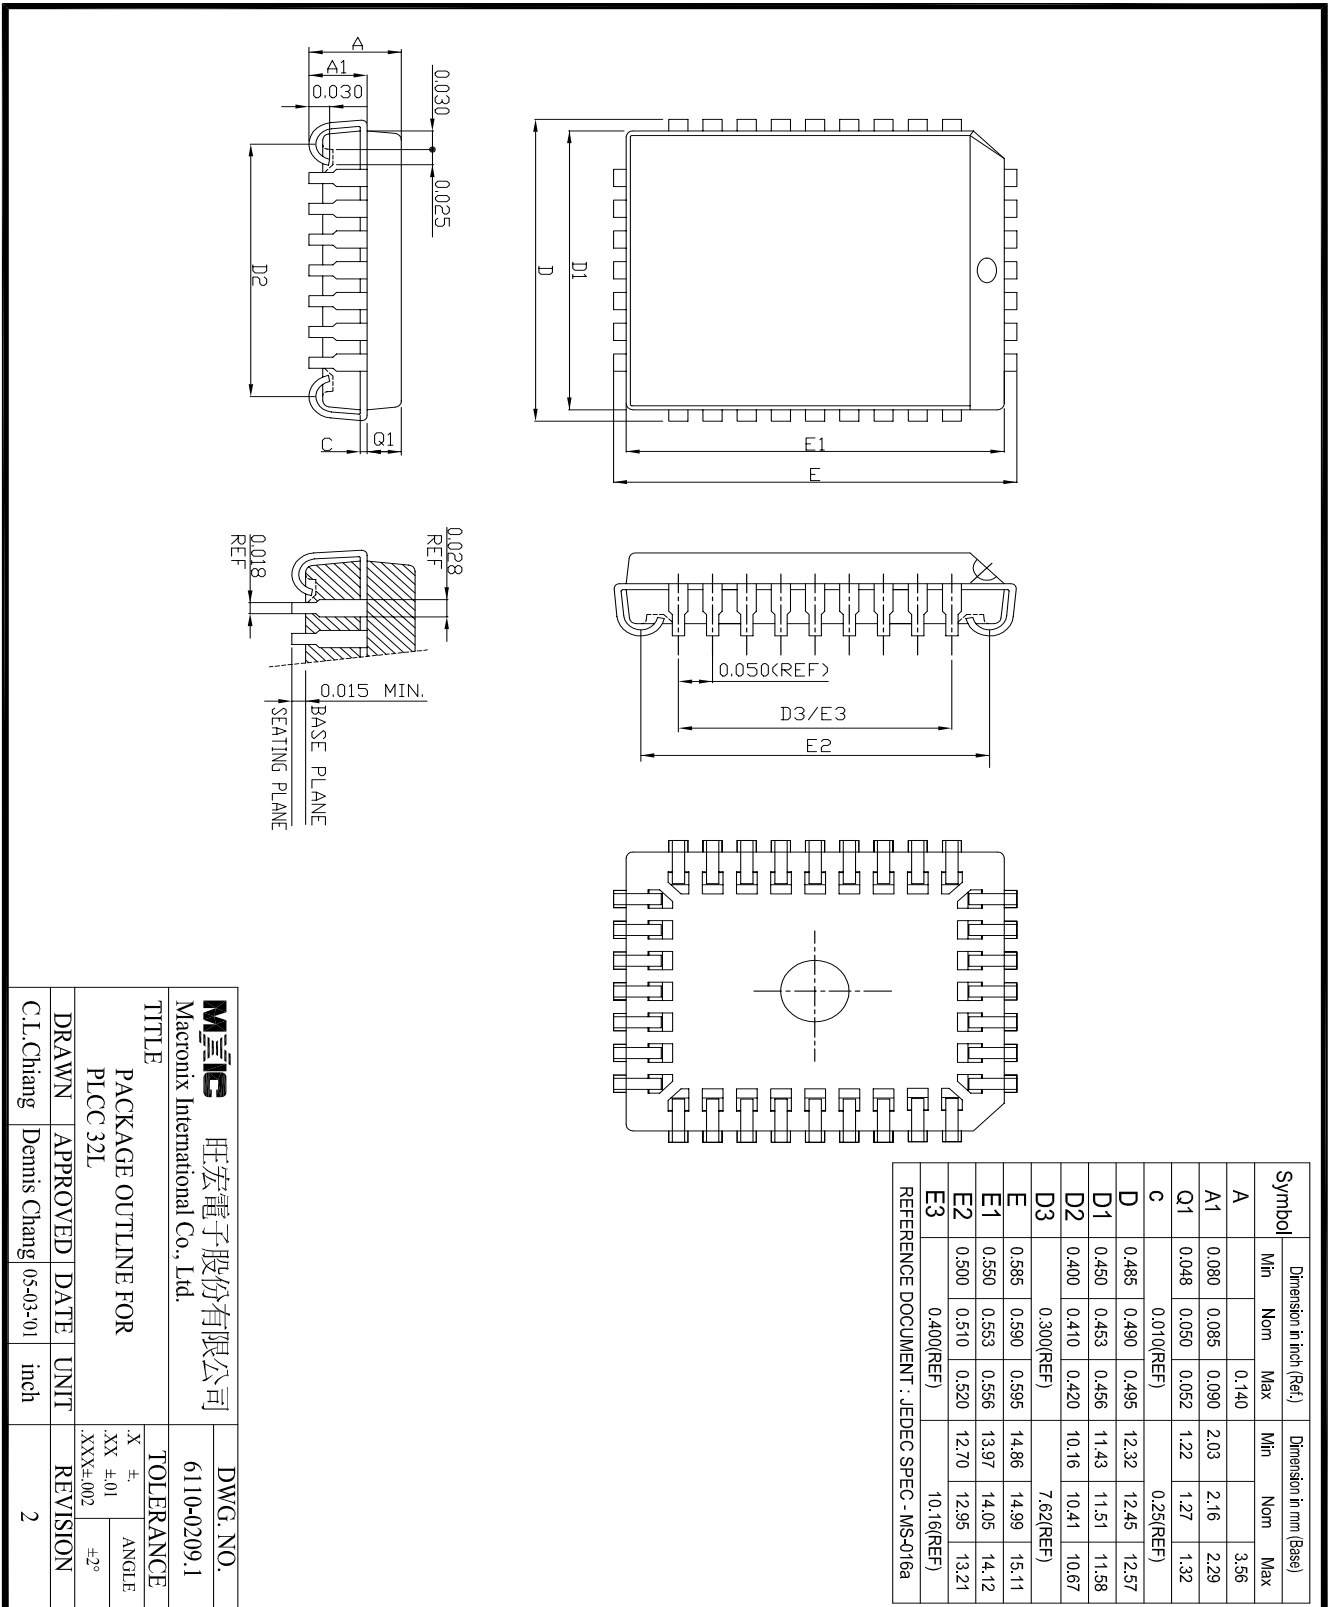 A
A1
0.030
0.030
0.025
D2
C
Q1
D
D1
E1
E
0.028
REF
0.018
REF
0.015 MIN.
BASE PLANE
SEATING PLANE
0.050(REF)
D3/E3
E2
Symbol Dimension in inch (Ref.) Dimension in mm (Base)
Min Nom Max Min Nom Max
A 0.140 3.56
A1 0.080 0.085 0.090 2.03 2.16 2.29
Q1 0.048 0.050 0.052 1.22 1.27 1.32
C 0.010(REF) 0.25(REF)
D 0.485 0.490 0.495 12.32 12.45 12.57
D1 0.450 0.453 0.456 11.43 11.51 11.58
D2 0.400 0.410 0.420 10.16 10.41 10.67
D3 0.300(REF) 7.62(REF)
E 0.585 0.590 0.595 14.86 14.99 15.11
E1 0.550 0.553 0.556 13.97 14.05 14.12
E2 0.500 0.510 0.520 12.70 12.95 13.21
E3 0.400(REF) 10.16(REF)
REFERENCE DOCUMENT : JEDEC SPEC - MS-016a
MXIC 旺宏電子股份有限公司
Macronix International Co., Ltd.
DWG. NO.
6110-0209.1
TITLE
PACKAGE OUTLINE FOR
PLCC 32L
TOLERANCE
.X ±.
.XX ±.01
.XXX±.002
ANGLE
±2°
DRAWN APPROVED DATE UNIT REVISION
C.L.Chiang Dennis Chang 05-03-'01 inch 2